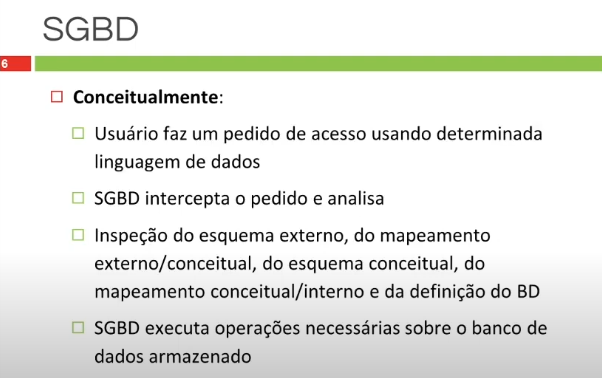 SGBD
6
Conceitualmente:
Usuário faz um pedido de acesso usando determinada
linguagem de dados
SGBD intercepta o pedido e analisa
Inspeção do esquema externo, do mapeamento
externo/conceitual, do esquema conceitual, do
mapeamento conceitual/interno e da definição do BD
SGBD executa operações necessárias sobre o banco de
dados armazenado